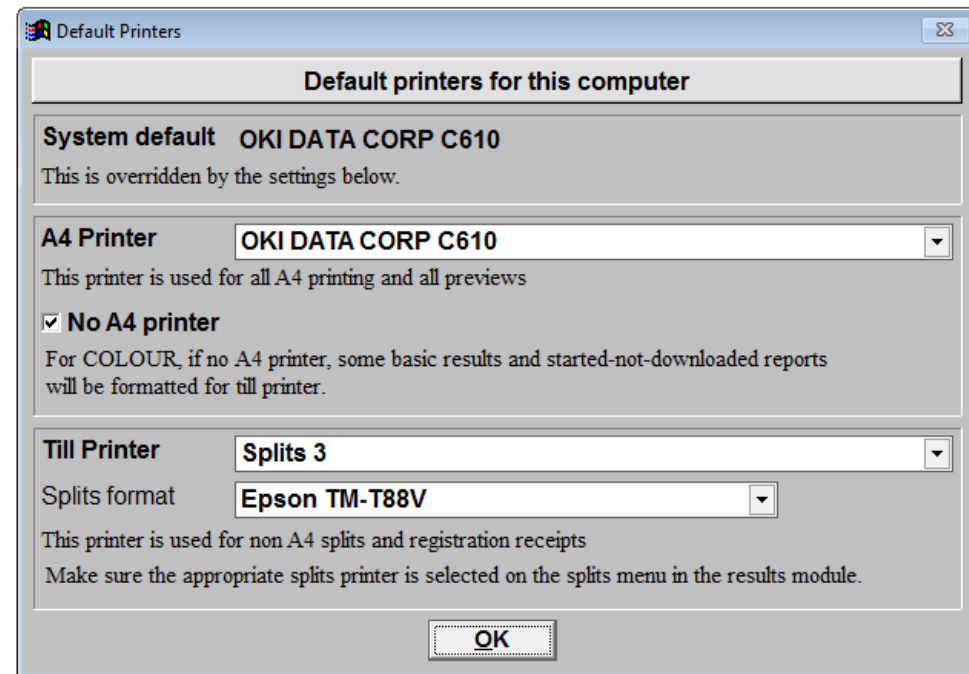 Default Printers
Default printers for this computer
System default OKI DATA CORP C610
This is overridden by the settings below.
A4 Printer OKI DATA CORP C610
This printer is used for all A4 printing and all previews
No A4 printer
For COLOUR, if no A4 printer, some basic results and started-not-downloaded reports
will be formatted for till printer.
Till Printer Splits 3
Splits format Epson TM-T88V
This printer is used for non A4 splits and registration receipts
Make sure the appropriate splits printer is selected on the splits menu in the results module.
OK